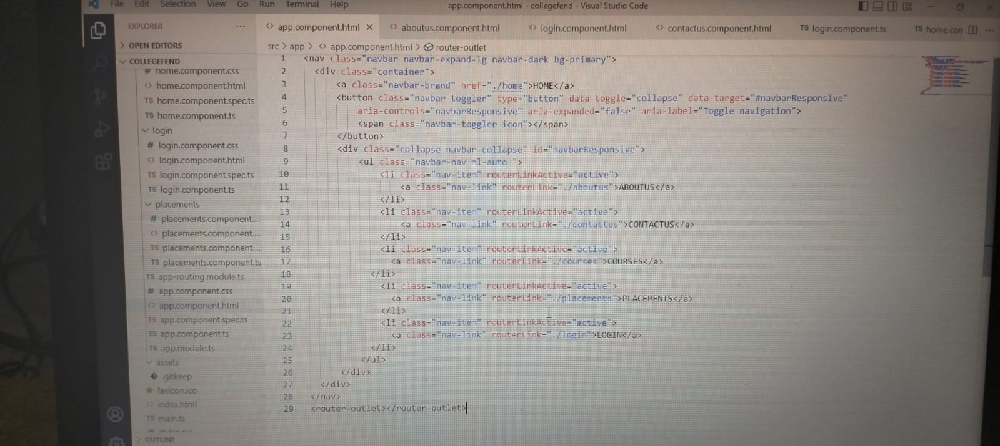 File Edit Selection View Go Run Terminal Help
app.component.html - collegefend - Visual Studio Code
EXPLORER ...
OPEN EDITORS
COLLEGEFEND
# home.component.css
<> home.component.html
TS home.component.spec.ts
TS home.component.ts
login
# login.component.css
<> login.component.html
TS login.component.spec.ts
TS login.component.ts
placements
# placements.component....
<> placements.component....
TS placements.component....
TS placements.component.ts
TS app-routing.module.ts
# app.component.css
<> app.component.html
TS app.component.spec.ts
TS app.component.ts
TS app.module.ts
assets
.gitkeep
favicon.ico
<> index.html
TS main.ts
OUTLINE
<> app.component.html × <> aboutus.component.html <> login.component.html <> contactus.component.html TS login.component.ts TS home.con ...
src > app > <> app.component.html > router-outlet
1 <nav class="navbar navbar-expand-lg navbar-dark bg-primary">
2 <div class="container">
3 <a class="navbar-brand" href="./home">HOME</a>
4 <button class="navbar-toggler" type="button" data-toggle="collapse" data-target="#navbarResponsive"
5 aria-controls="navbarResponsive" aria-expanded="false" aria-label="Toggle navigation">
6 <span class="navbar-toggler-icon"></span>
7 </button>
8 <div class="collapse navbar-collapse" id="navbarResponsive">
9 <ul class="navbar-nav ml-auto ">
10 <li class="nav-item" routerLinkActive="active">
11 <a class="nav-link" routerLink="./aboutus">ABOUTUS</a>
12 </li>
13 <li class="nav-item" routerLinkActive="active">
14 <a class="nav-link" routerLink="./contactus">CONTACTUS</a>
15 </li>
16 <li class="nav-item" routerLinkActive="active">
17 <a class="nav-link" routerLink="./courses">COURSES</a>
18 </li>
19 <li class="nav-item" routerLinkActive="active">
20 <a class="nav-link" routerLink="./placements">PLACEMENTS</a>
21 </li>
22 <li class="nav-item" routerLinkActive="active">
23 <a class="nav-link" routerLink="./login">LOGIN</a>
24 </li>
25 </ul>
26 </div>
27 </div>
28 </nav>
29 <router-outlet></router-outlet>